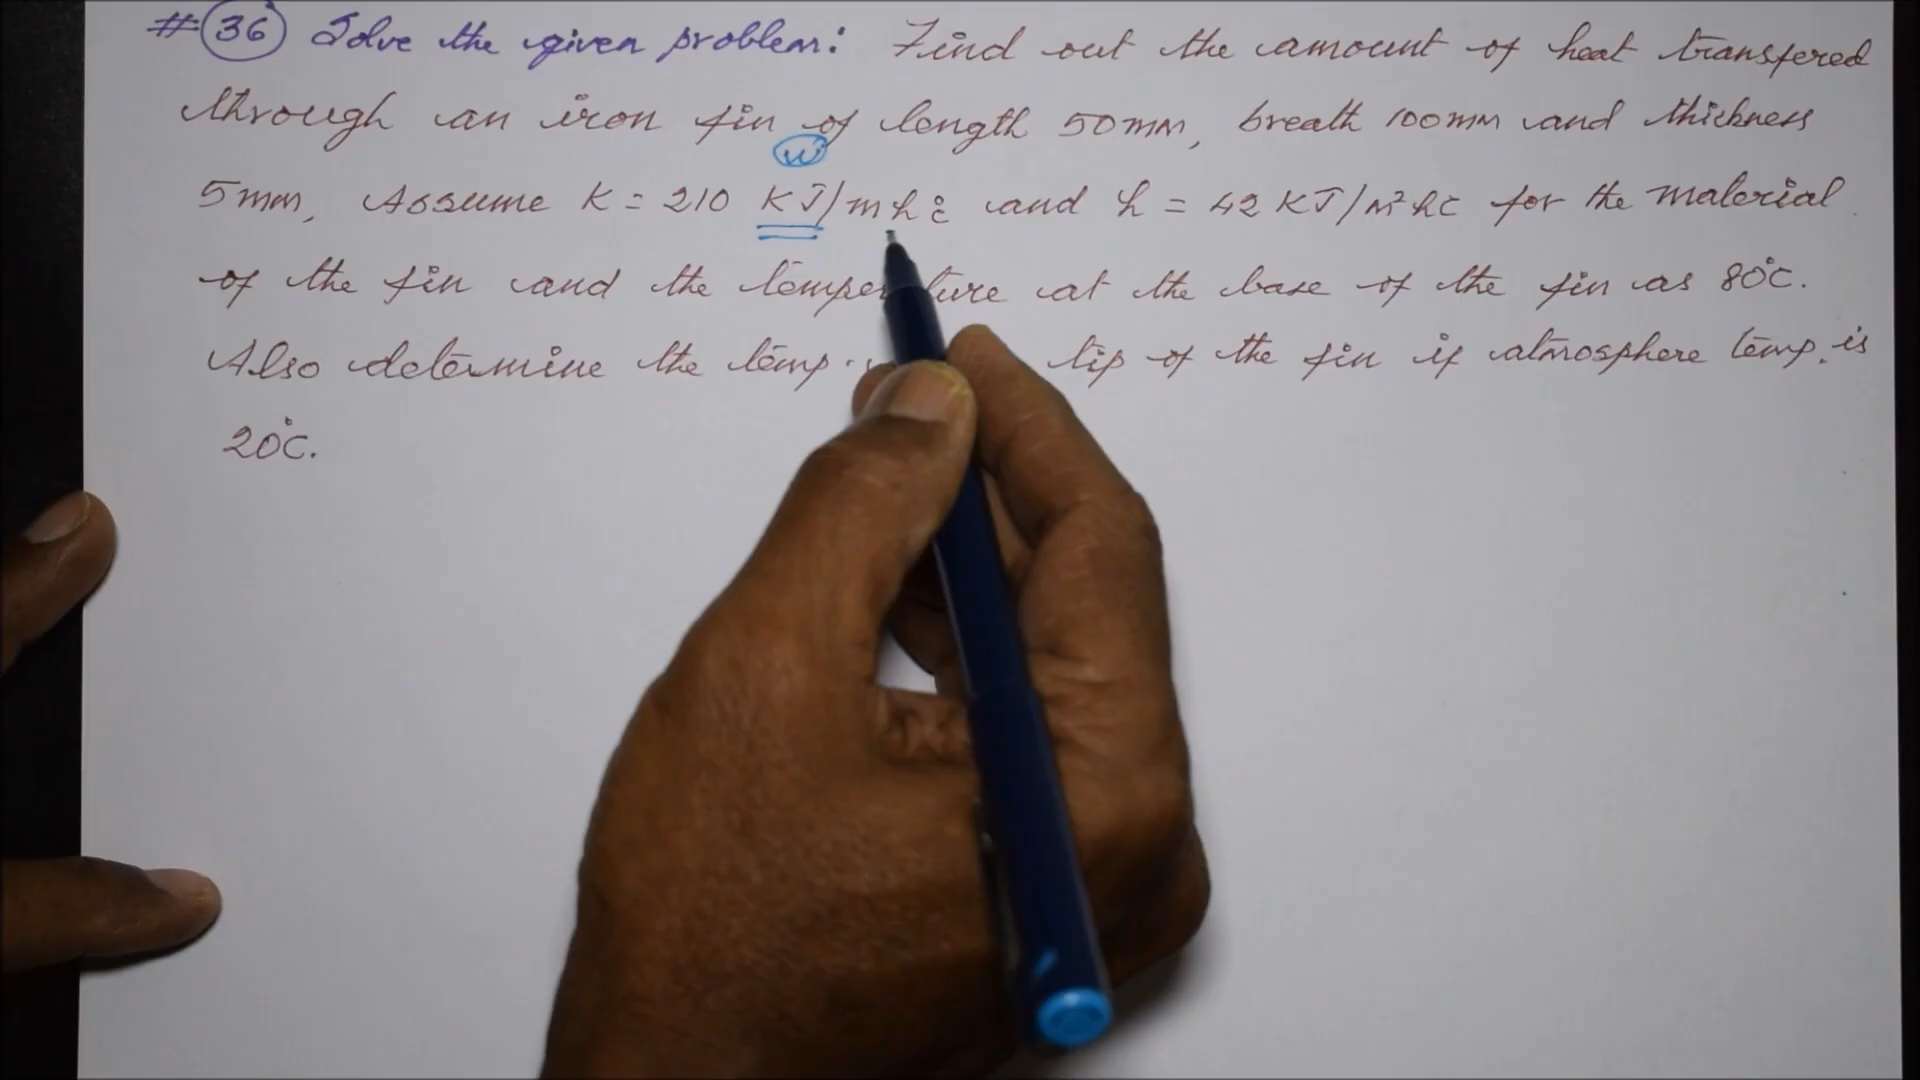 #36 Solve the given problem: Find out the amount of heat transfered
through an iron fin of length 50mm, breath 100mm and thickness
W
5mm, Assume K = 210 KJ/mh°c and h = 42 KJ/m²h°C for the material
of the fin and the temperature at the base of the fin as 80°C.
Also determine the temp. tip of the fin if atmosphere temp. is
20°C.